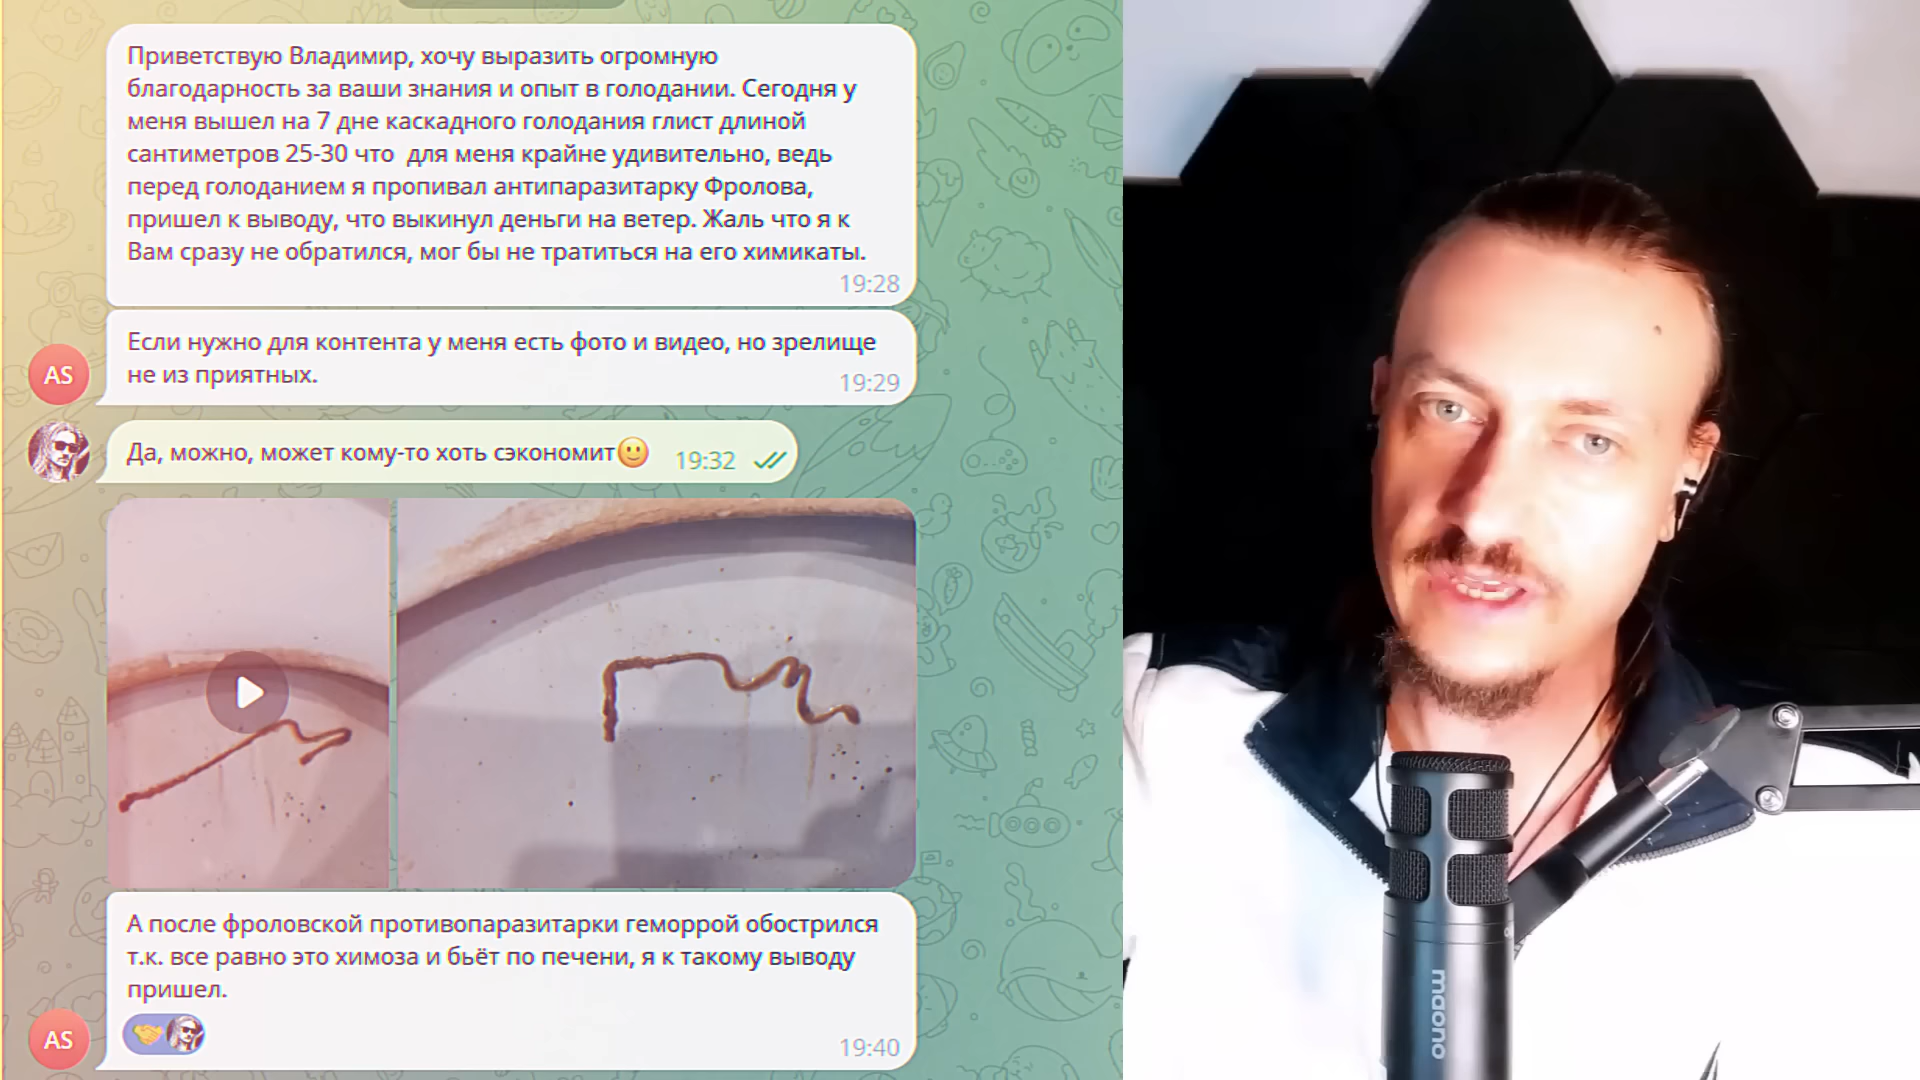 Приветствую Владимир, хочу выразить огромную
благодарность за ваши знания и опыт в голодании. Сегодня у
меня вышел на 7 дне каскадного голодания глист длиной
сантиметров 25-30 что  для меня крайне удивительно, ведь
перед голоданием я пропивал антипаразитарку Фролова,
пришел к выводу, что выкинул деньги на ветер. Жаль что я к
Вам сразу не обратился, мог бы не тратиться на его химикаты.
19:28
Если нужно для контента у меня есть фото и видео, но зрелище
не из приятных.
19:29
AS
Да, можно, может кому-то хоть сэкономит🙂
19:32
А после фроловской противопаразитарки геморрой обострился
т.к. все равно это химоза и бьёт по печени, я к такому выводу
пришел.
AS
19:40
maono